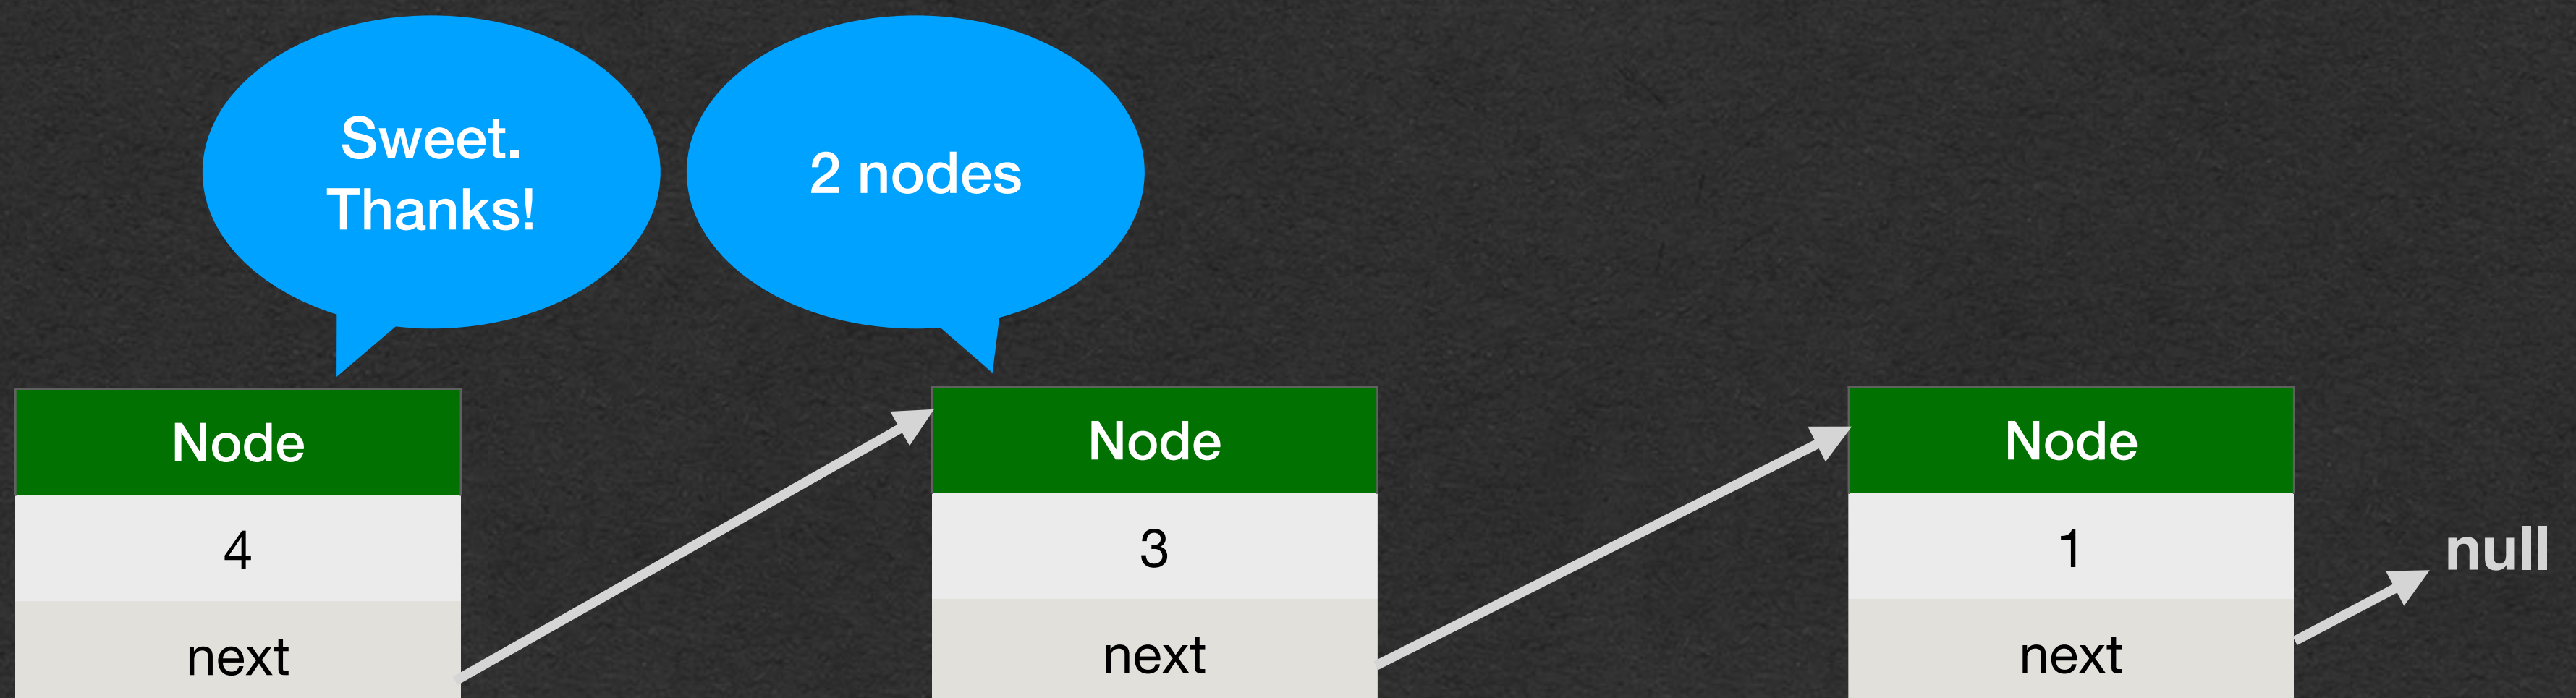 Sweet.
Thanks!
2 nodes
Node
4
next
Node
3
next
Node
1
next
null